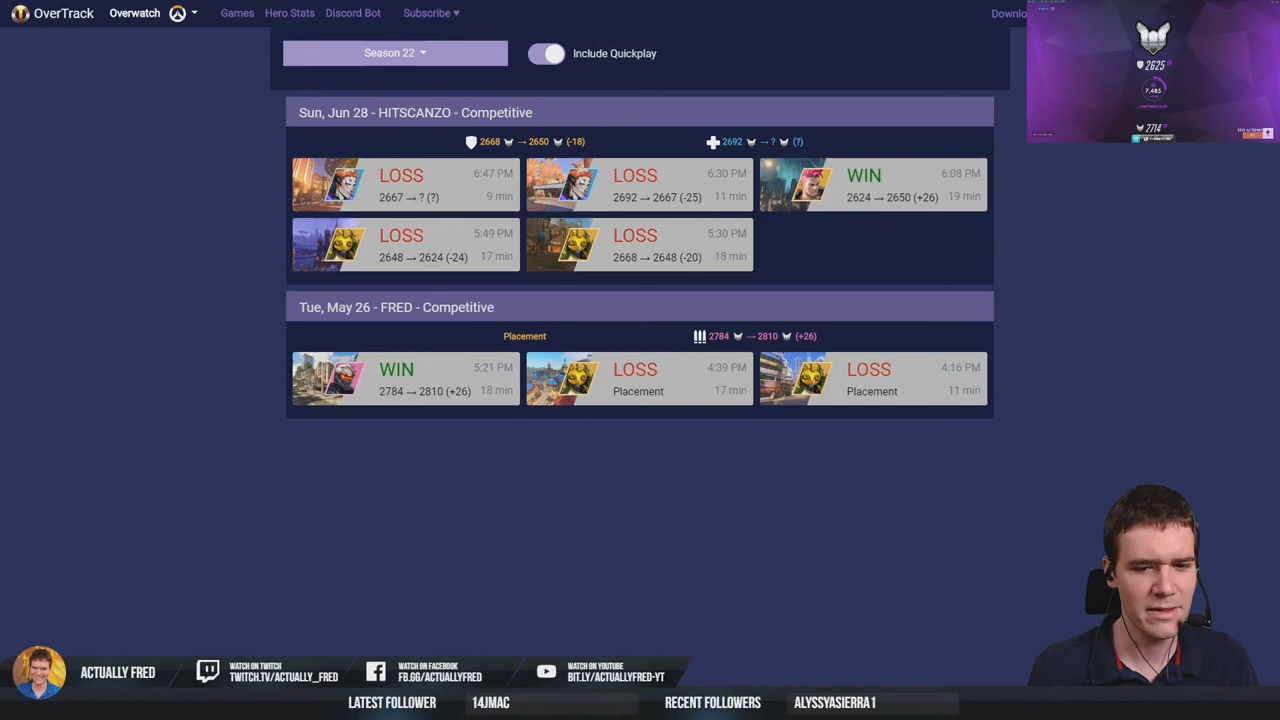 OverTrack Overwatch Games Hero Stats Discord Bot Subscribe ♥ Downlo
Season 22 Include Quickplay
2625
7,485
2714
Sun, Jun 28 - HITSCANZO - Competitive
2668 → 2650 (-18) 2692 → ? (?)
LOSS 6:47 PM LOSS 6:30 PM WIN 6:08 PM
2667 → ? (?) 9 min 2692 → 2667 (-25) 11 min 2624 → 2650 (+26) 19 min
LOSS 5:49 PM LOSS 5:30 PM
2648 → 2624 (-24) 17 min 2668 → 2648 (-20) 18 min
Tue, May 26 - FRED - Competitive
Placement 2784 → 2810 (+26)
WIN 5:21 PM LOSS 4:39 PM LOSS 4:16 PM
2784 → 2810 (+26) 18 min Placement 17 min Placement 11 min
ACTUALLY FRED
WATCH ON TWITCH
TWITCH.TV/ACTUALLY_FRED
WATCH ON FACEBOOK
FB.GG/ACTUALLYFRED
WATCH ON YOUTUBE
BIT.LY/ACTUALLYFRED-YT
LATEST FOLLOWER 14JMAC RECENT FOLLOWERS ALYSSYASIERRA1